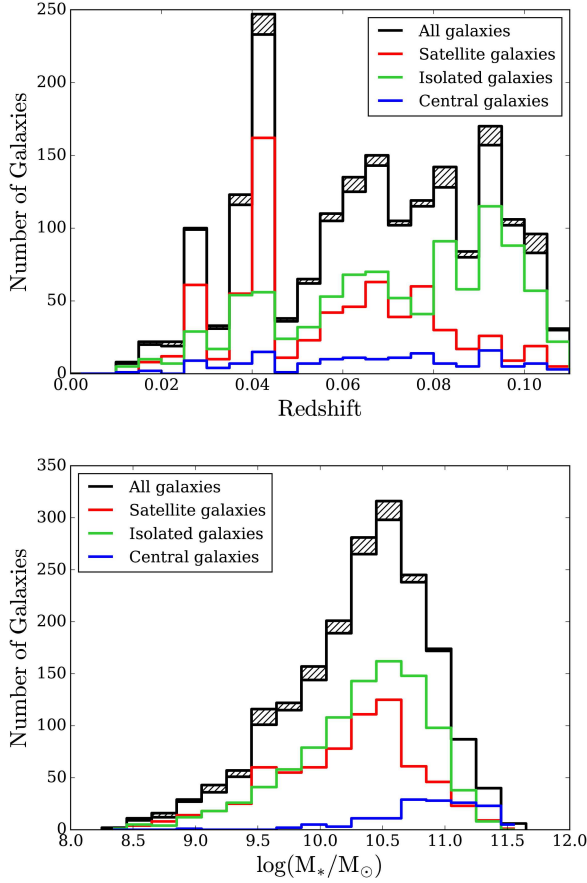 250
200
150
100
50
0
Number of Galaxies
All galaxies
Satellite galaxies
Isolated galaxies
Central galaxies
0.00 0.02 0.04 0.06 0.08 0.10
Redshift
350
300
250
200
150
100
50
0
Number of Galaxies
All galaxies
Satellite galaxies
Isolated galaxies
Central galaxies
8.0 8.5 9.0 9.5 10.0 10.5 11.0 11.5 12.0
log(M*/M⊙)